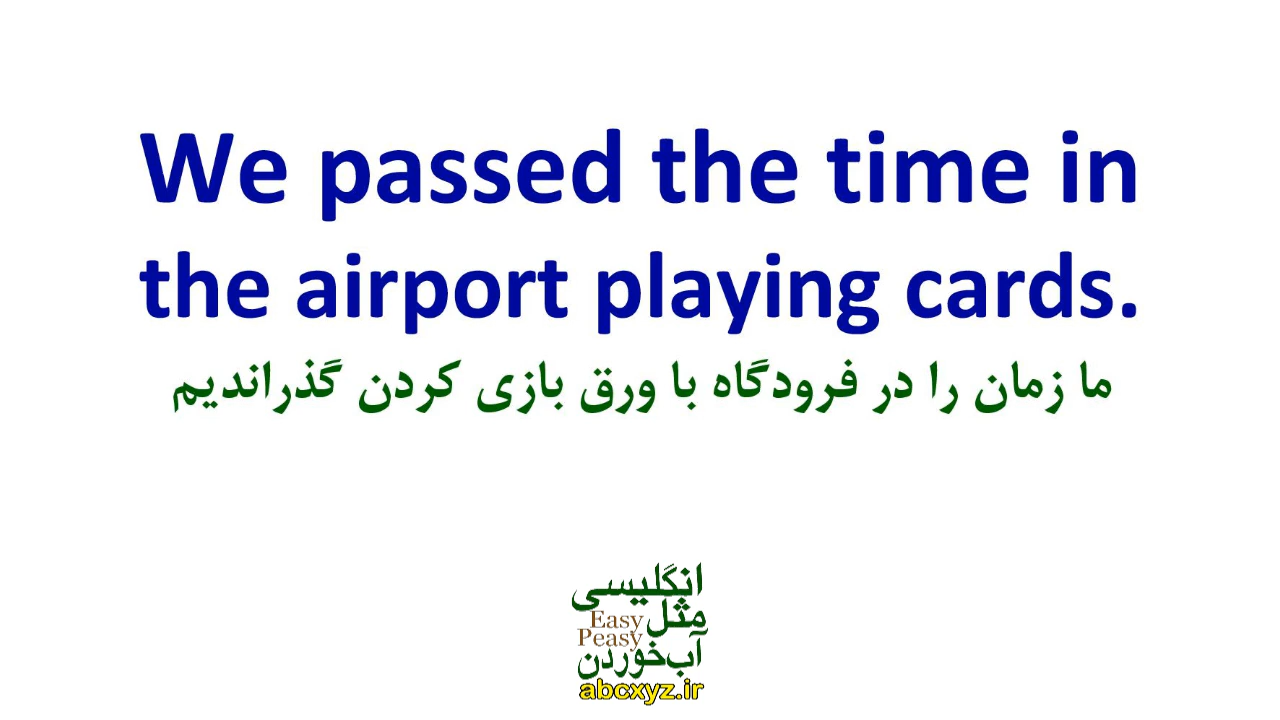 We passed the time in
the airport playing cards.
ما زمان را در فرودگاه با ورق بازی کردن گذراندیم
انگلیسی
مثل
Easy
Peasy
آب‌خوردن
abcxyz.ir